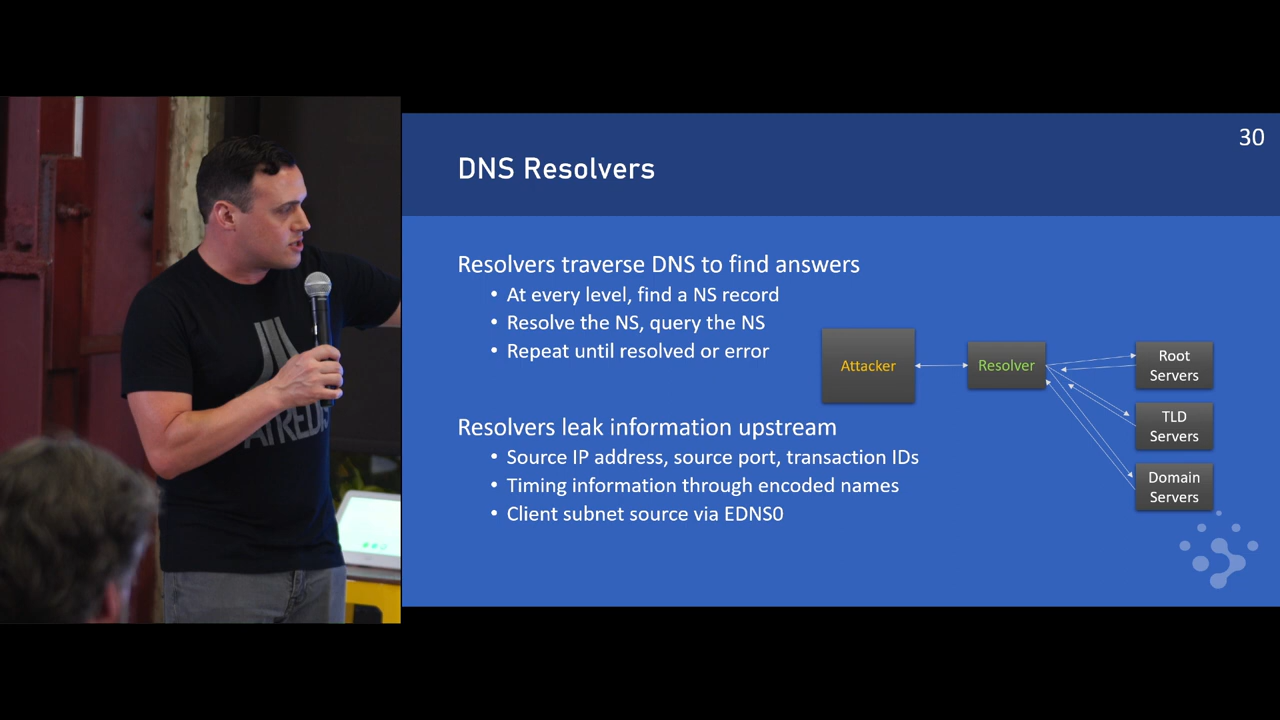 30
DNS Resolvers
Resolvers traverse DNS to find answers
• At every level, find a NS record
• Resolve the NS, query the NS
• Repeat until resolved or error
Attacker
Resolver
Root
Servers
TLD
Servers
Domain
Servers
Resolvers leak information upstream
• Source IP address, source port, transaction IDs
• Timing information through encoded names
• Client subnet source via EDNS0